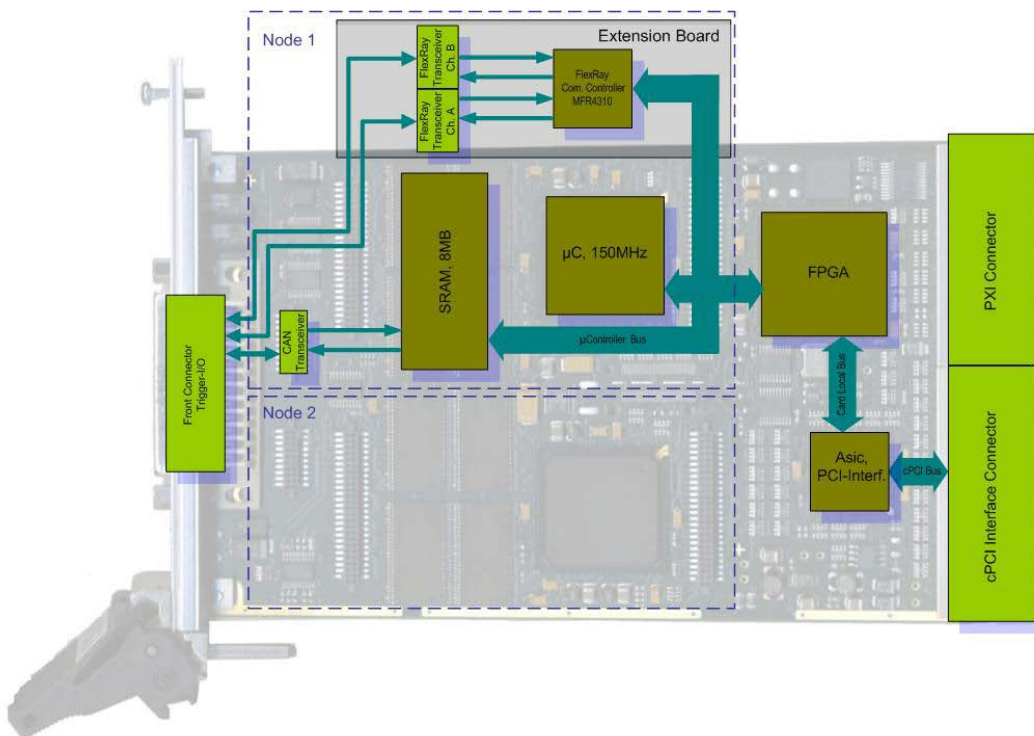 Node 1
Extension Board
FlexRay
Transceiver
Ch. B
FlexRay
Transceiver
Ch. A
FlexRay
Com. Controller
MFR4310
SRAM, 8MB
µC, 150MHz
FPGA
PXI Connector
CAN
Transceiver
µController Bus
Front Connector
Trigger-I/O
Card Local Bus
Node 2
Asic,
PCI-Interf.
cPCI Bus
cPCI Interface Connector